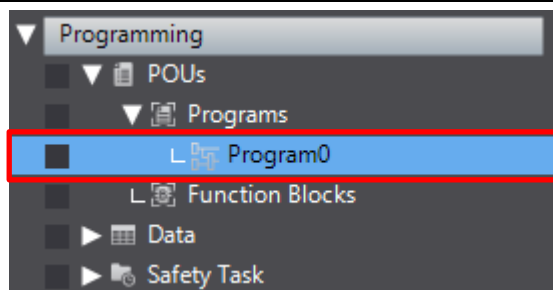 Programming
POUs
Programs
Program0
Function Blocks
Data
Safety Task